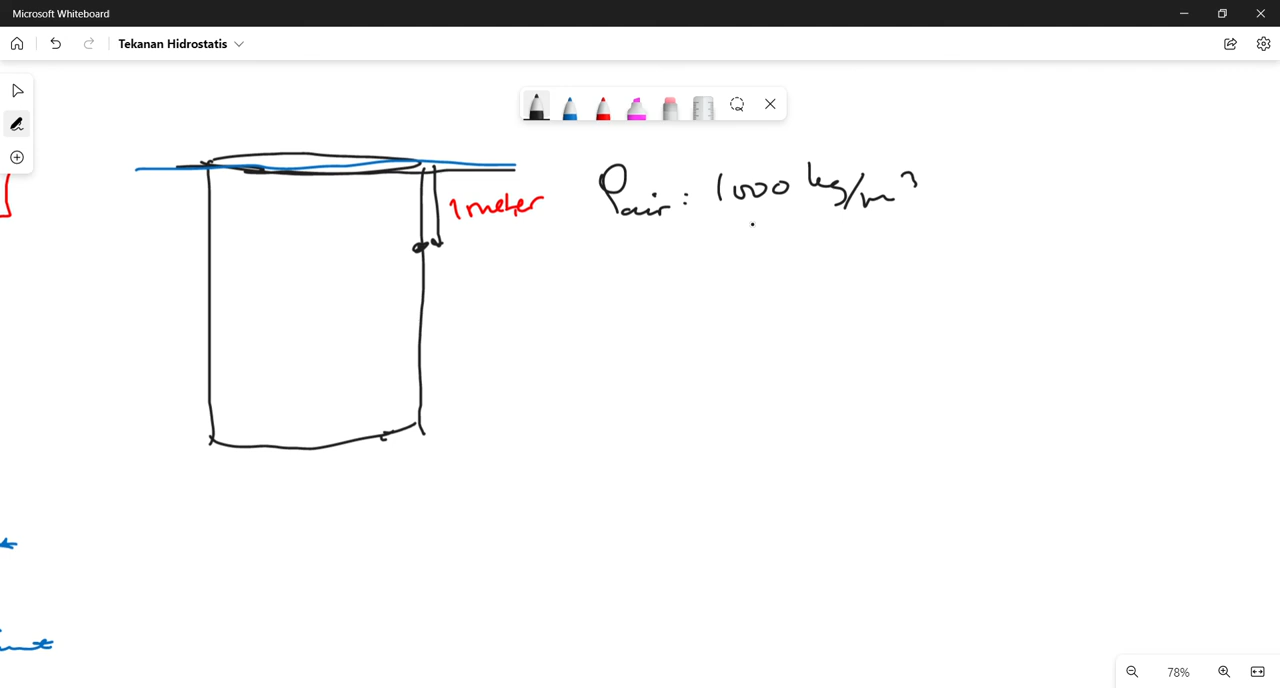 Microsoft Whiteboard
Tekanan Hidrostatis
1 meter
ρair : 1000 kg/m³
78%